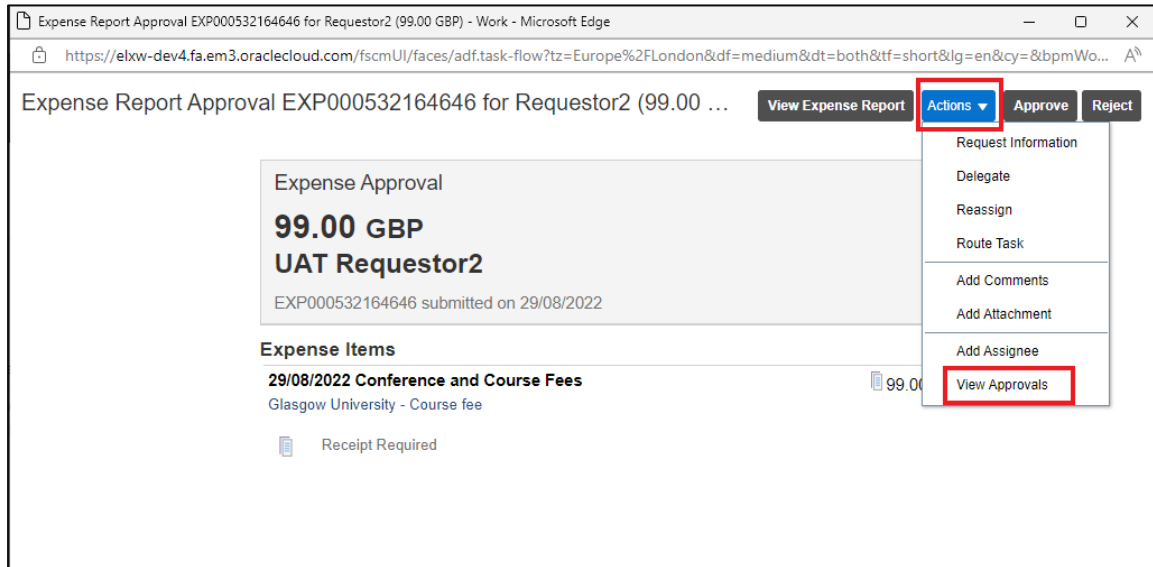 Expense Report Approval EXP000532164646 for Requestor2 (99.00 GBP) - Work - Microsoft Edge
https://elxw-dev4.fa.em3.oraclecloud.com/fscmUI/faces/adf.task-flow?tz=Europe%2FLondon&df=medium&dt=both&tf=short&lg=en&cy=&bpmWo... A
Expense Report Approval EXP000532164646 for Requestor2 (99.00 ... View Expense Report Actions Approve Reject
Request Information
Delegate
Reassign
Route Task
Add Comments
Add Attachment
Add Assignee
View Approvals
Expense Approval
99.00 GBP
UAT Requestor2
EXP000532164646 submitted on 29/08/2022
Expense Items
29/08/2022 Conference and Course Fees 99.00
Glasgow University - Course fee
Receipt Required